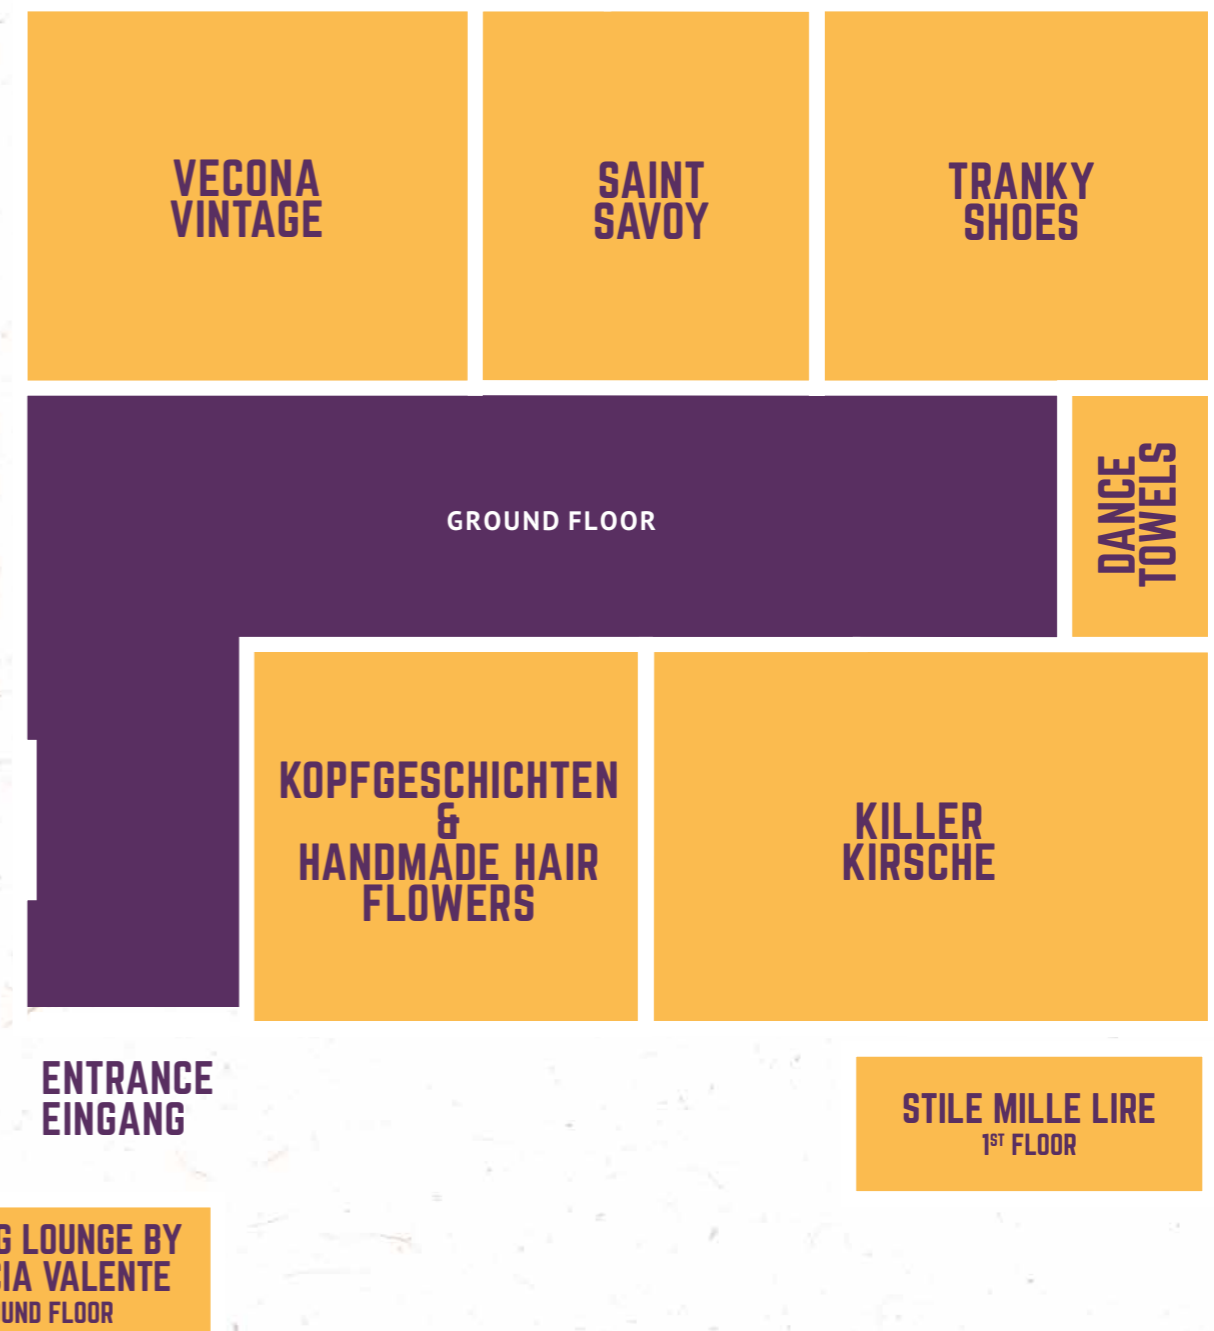 VECONA
VINTAGE
SAINT
SAVOY
TRANKY
SHOES
GROUND FLOOR
DANCE
TOWELS
KOPFGESCHICHTEN
&
HANDMADE HAIR
FLOWERS
KILLER
KIRSCHE
ENTRANCE
EINGANG
STILE MILLE LIRE
1ST FLOOR
LOUNGE BY
VALENTE
FLOOR